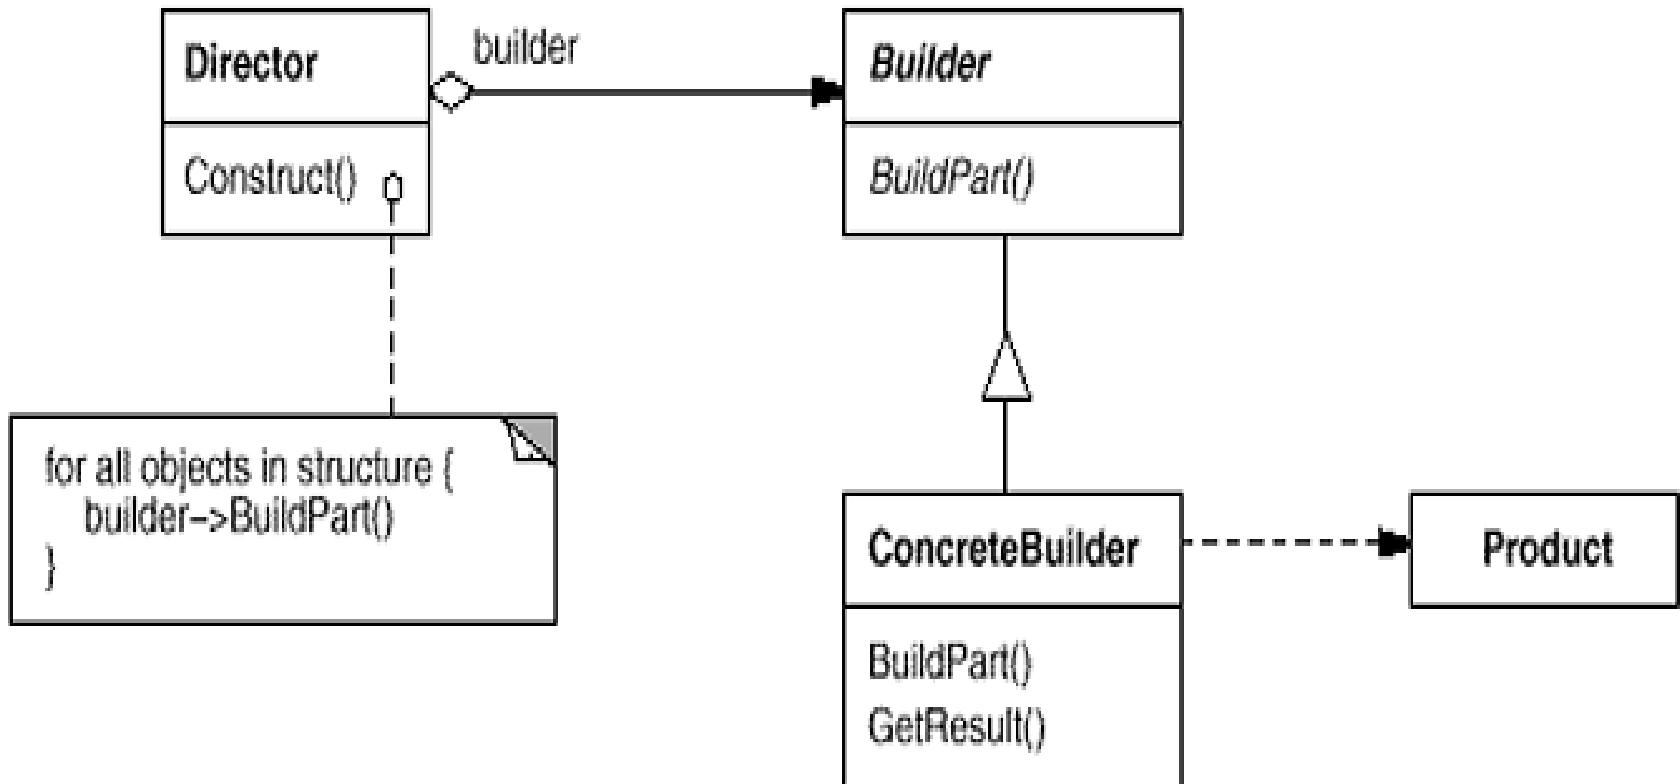 Director
builder
Builder
Construct()
BuildPart()
for all objects in structure {
builder->BuildPart()
}
ConcreteBuilder
Product
BuildPart()
GetResult()